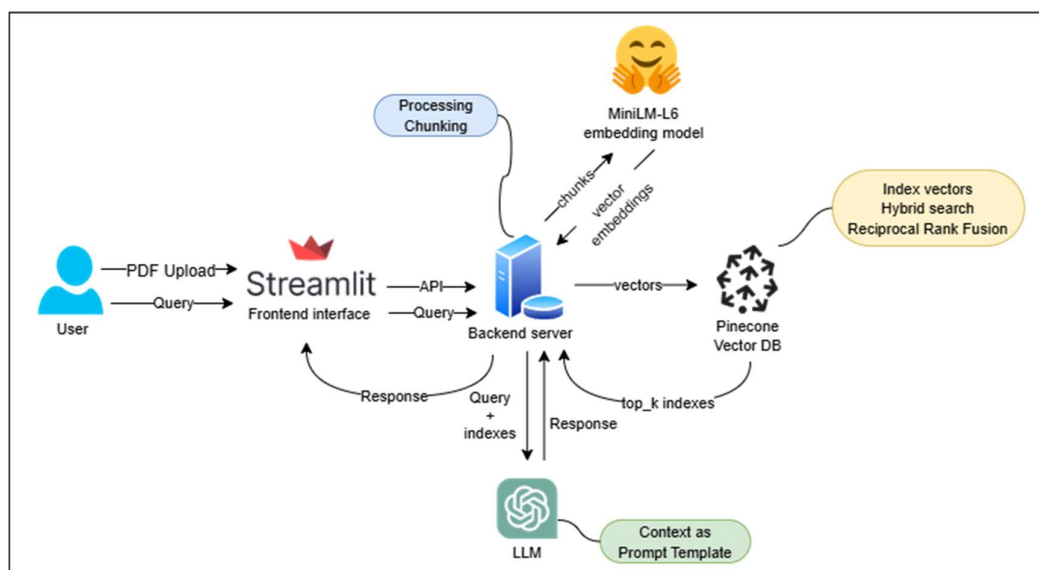 Processing
Chunking
MiniLM-L6
embedding model
chunks
vector
embeddings
Index vectors
Hybrid search
Reciprocal Rank Fusion
PDF Upload
Query
User
Streamlit
Frontend interface
API
Query
Backend server
vectors
Pinecone
Vector DB
Response
Query
+
indexes
Response
top_k indexes
LLM
Context as
Prompt Template